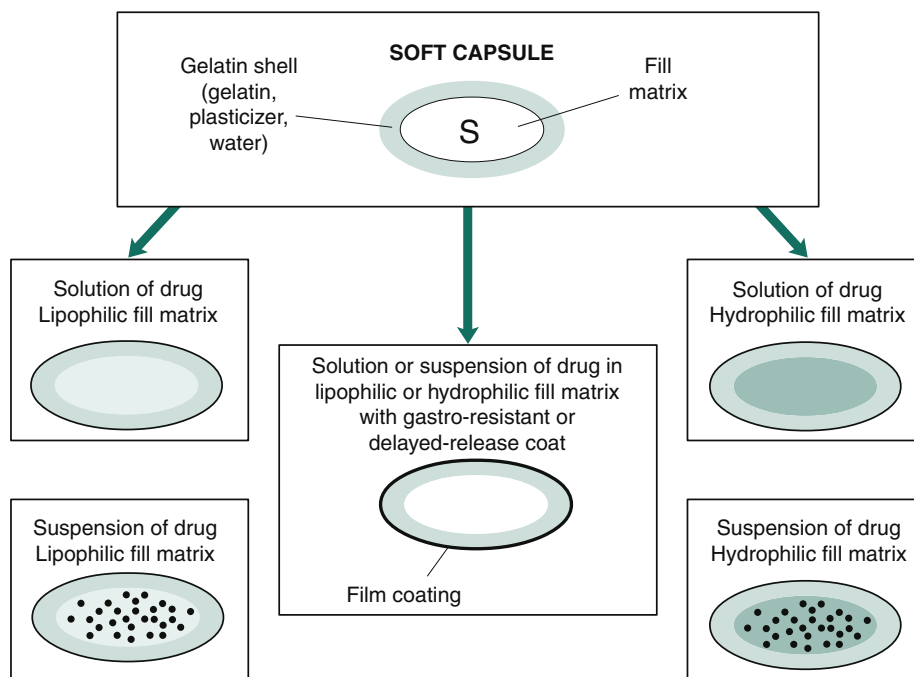 SOFT CAPSULE
Gelatin shell
(gelatin,
plasticizer,
water)
Fill
matrix
S
Solution of drug
Lipophilic fill matrix
Solution or suspension of drug in
lipophilic or hydrophilic fill matrix
with gastro-resistant or
delayed-release coat
Film coating
Solution of drug
Hydrophilic fill matrix
Suspension of drug
Lipophilic fill matrix
Suspension of drug
Hydrophilic fill matrix